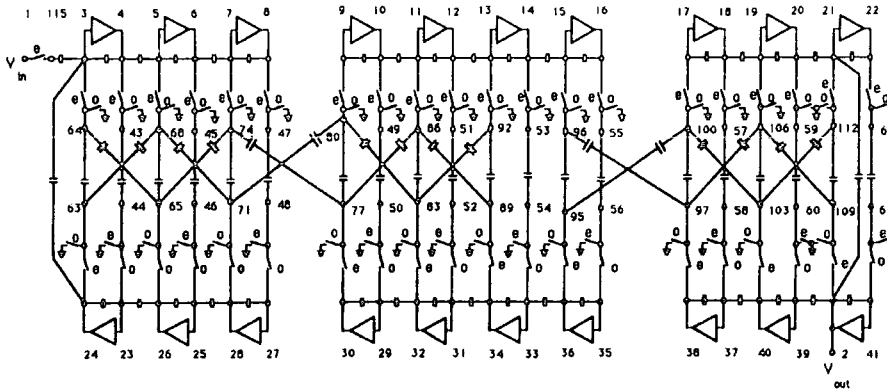 1 115 3 4 5 6 7 8 9 10 11 12 13 14 15 16 17 18 19 20 21 22
e
V in
e o e o e o e o e o e o e o e o e o e o e o
64 43 68 45 74 47 80 49 86 51 92 53 96 55 100 57 106 59 112 6
63 44 65 46 71 48 77 50 83 52 89 54 95 56 97 58 103 60 109 6
o e o e o e o e o e o e o e o e o e o e
e o e o e o e o e o e o e o e o e o e o e o
24 23 26 25 28 27 30 29 32 31 34 33 36 35 38 37 40 39 2 41
V out